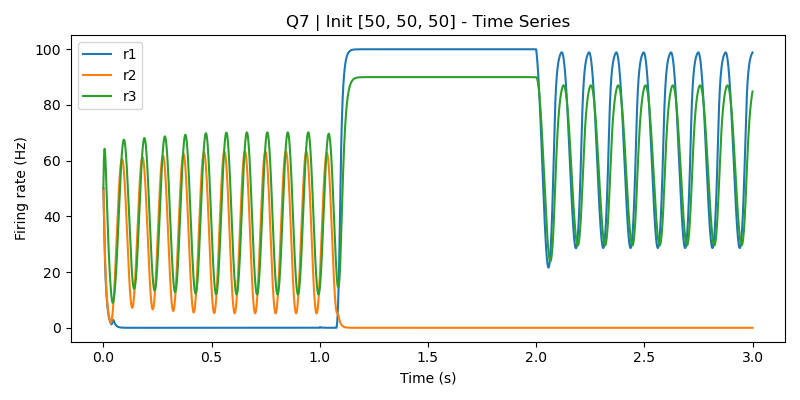 Q7 | Init [50, 50, 50] - Time Series
Firing rate (Hz)
100
80
60
40
20
0
r1
r2
r3
0.0 0.5 1.0 1.5 2.0 2.5 3.0
Time (s)